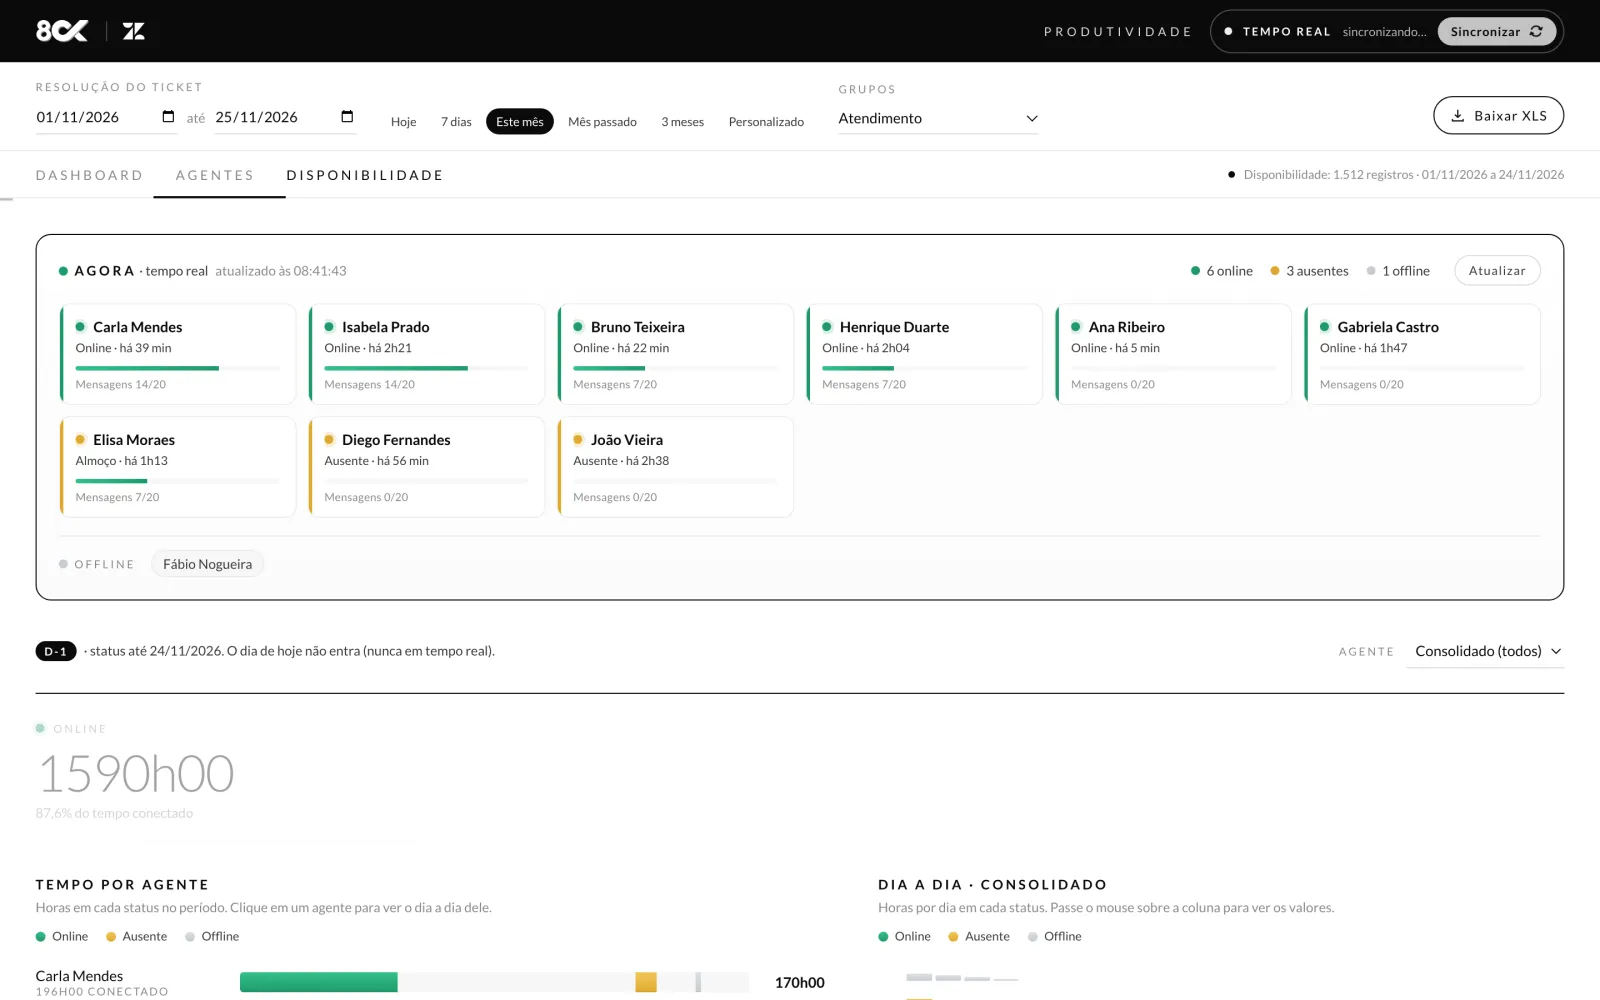 PRODUTIVIDADE
TEMPO REAL sincronizando... Sincronizar
RESOLUÇÃO DO TICKET
01/11/2026 até 25/11/2026
Hoje 7 dias Este mês Mês passado 3 meses Personalizado
GRUPOS
Atendimento
Baixar XLS
DASHBOARD AGENTES DISPONIBILIDADE
Disponibilidade: 1.512 registros · 01/11/2026 a 24/11/2026
AGORA · tempo real atualizado às 08:41:43
6 online 3 ausentes 1 offline Atualizar
Carla Mendes
Online · há 39 min
Mensagens 14/20
Isabela Prado
Online · há 2h21
Mensagens 14/20
Bruno Teixeira
Online · há 22 min
Mensagens 7/20
Henrique Duarte
Online · há 2h04
Mensagens 7/20
Ana Ribeiro
Online · há 5 min
Mensagens 0/20
Gabriela Castro
Online · há 1h47
Mensagens 0/20
Elisa Moraes
Almoço · há 1h13
Mensagens 7/20
Diego Fernandes
Ausente · há 56 min
Mensagens 0/20
João Vieira
Ausente · há 2h38
Mensagens 0/20
OFFLINE Fábio Nogueira
D-1 · status até 24/11/2026. O dia de hoje não entra (nunca em tempo real).
AGENTE Consolidado (todos)
ONLINE
1590h00
87,6% do tempo conectado
TEMPO POR AGENTE
Horas em cada status no período. Clique em um agente para ver o dia a dia dele.
Online Ausente Offline
Carla Mendes
196H00 CONECTADO
170h00
DIA A DIA · CONSOLIDADO
Horas por dia em cada status. Passe o mouse sobre a coluna para ver os valores.
Online Ausente Offline